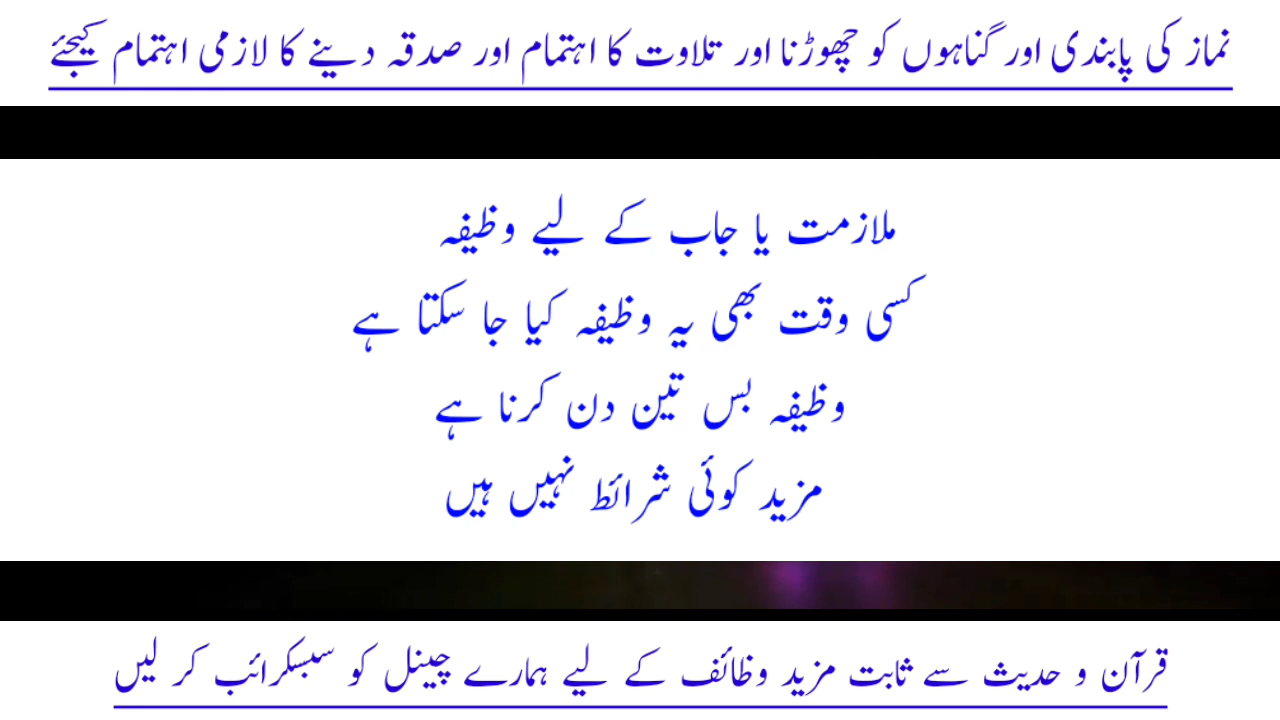 نماز کی پابندی اور گناہوں کو چھوڑنا اور تلاوت کا اہتمام اور صدقہ دینے کا لازمی اہتمام کیجئے
ملازمت یا جاب کے لیے وظیفہ
کسی وقت بھی یہ وظیفہ کیا جا سکتا ہے
وظیفہ بس تین دن کرنا ہے
مزید کوئی شرائط نہیں ہیں
قرآن و حدیث سے ثابت مزید وظائف کے لیے ہمارے چینل کو سبسکرائب کر لیں